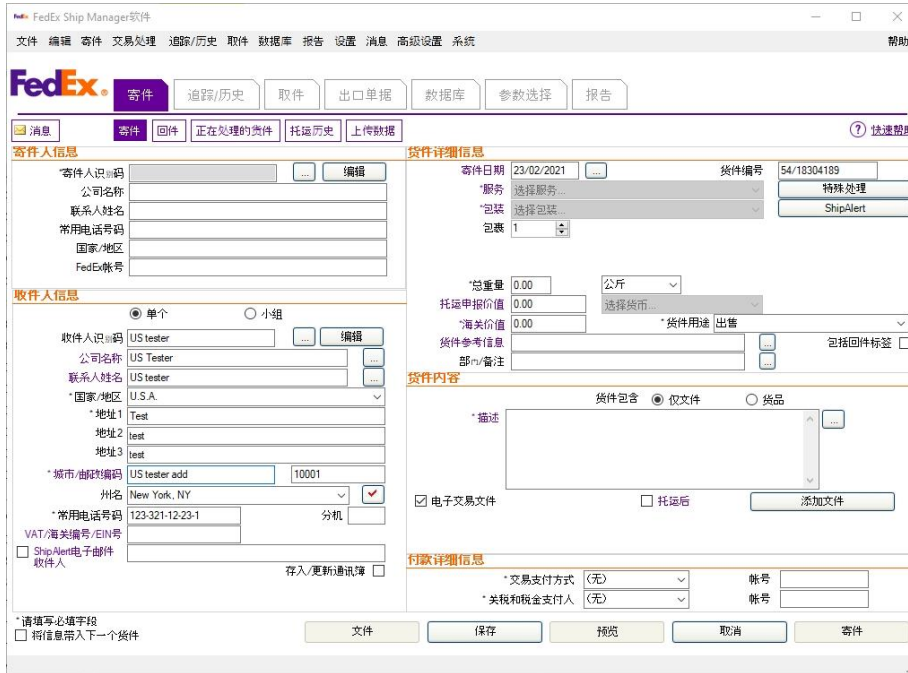 FedEx Ship Manager软件
文件 编辑 寄件 交易处理 追踪/历史 取件 数据库 报告 设置 消息 高级设置 系统 帮助
FedEx® 寄件 追踪/历史 取件 出口单据 数据库 参数选择 报告
消息 寄件 回件 正在处理的货件 托运历史 上传数据 ? 快速帮助
寄件人信息
*寄件人识别码 ... 编辑
公司名称
联系人姓名
常用电话号码
国家/地区
FedEx帐号
收件人信息
单个 小组
收件人识别码 US tester ... 编辑
公司名称 US Tester ...
联系人姓名 US tester ...
*国家/地区 U.S.A.
*地址1 Test
地址2 test
地址3 test
*城市/邮政编码 US tester add 10001
州名 New York, NY
*常用电话号码 123-321-12-23-1 分机
VAT/海关编号/EIN号
ShipAlert电子邮件
收件人
存入/更新通讯簿
货件详细信息
寄件日期 23/02/2021 ... 货件编号 54/18304189
*服务 选择服务... 特殊处理
*包装 选择包装... ShipAlert
包裹 1
*总重量 0.00 公斤
托运申报价值 0.00 选择货币...
*海关价值 0.00 *货件用途 出售
货件参考信息 ... 包括回件标签
部门/备注 ...
货件内容
货件包含 仅文件 货品
*描述 ...
电子交易文件 托运后 添加文件
付款详细信息
*交易支付方式 (无) 帐号
*关税和税金支付人 (无) 帐号
*请填写必填字段
将信息带入下一个货件
文件 保存 预览 取消 寄件